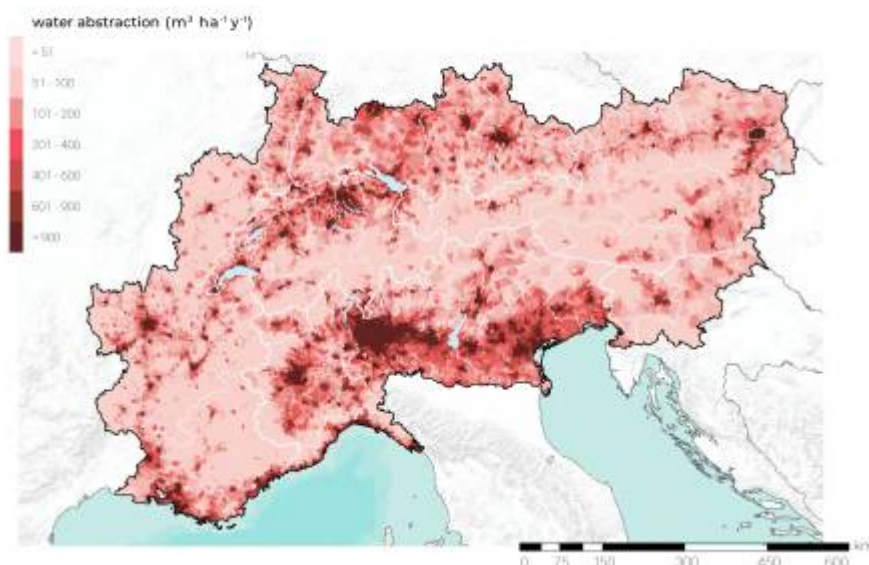 water abstraction (m³ ha⁻¹ y⁻¹)
< 51
51 - 100
101 - 200
201 - 400
401 - 600
601 - 900
> 900
km
0 75 150 300 450 600